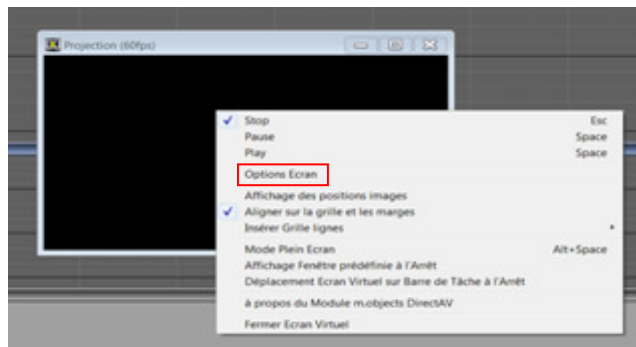 Projection (60fps)
Stop Esc
Pause Space
Play Space
Options Ecran
Affichage des positions images
Aligner sur la grille et les marges
Insérer Grille lignes
Mode Plein Ecran Alt+Space
Affichage Fenêtre prédéfinie à l'Arrêt
Déplacement Ecran Virtuel sur Barre de Tâche à l'Arrêt
à propos du Module m.objects DirectAV
Fermer Ecran Virtuel